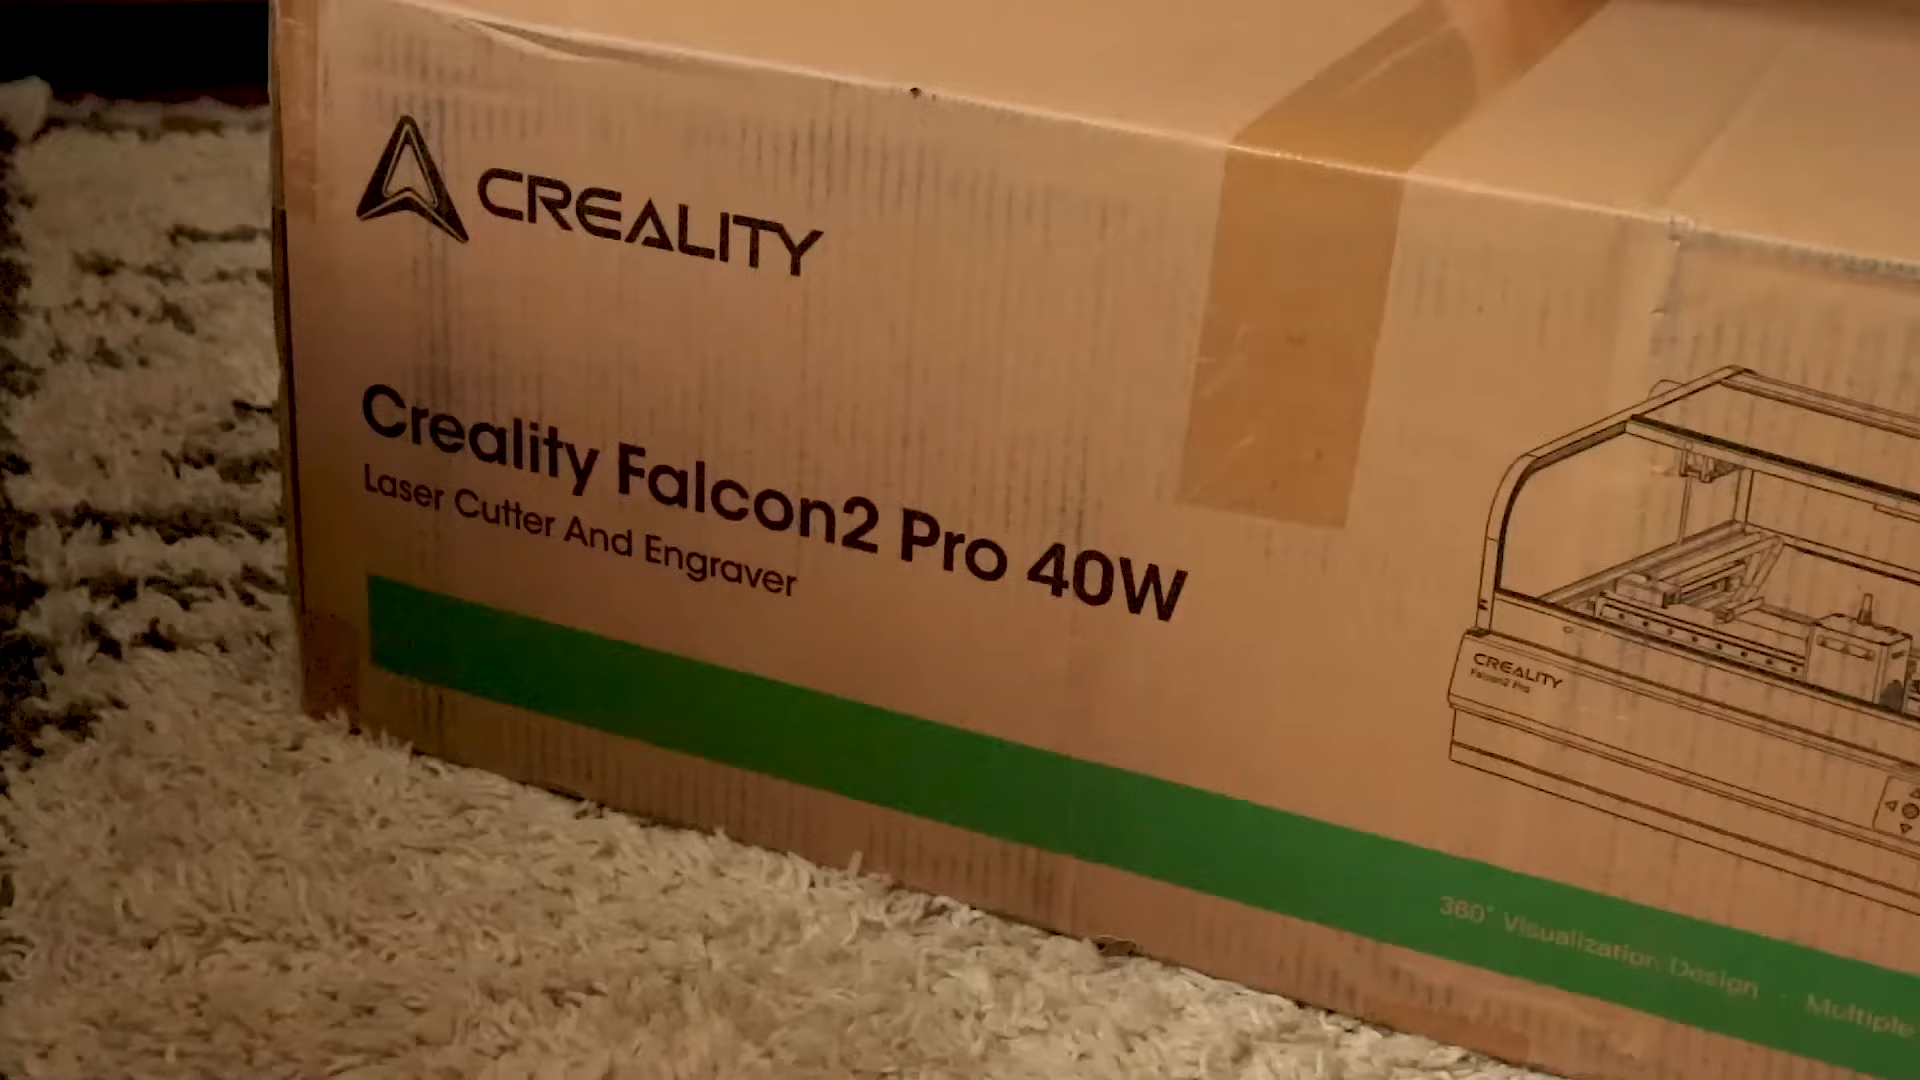 CREALITY
Creality Falcon2 Pro 40W
Laser Cutter And Engraver
CREALITY
Falcon2 Pro
360° Visualization Design · Multiple